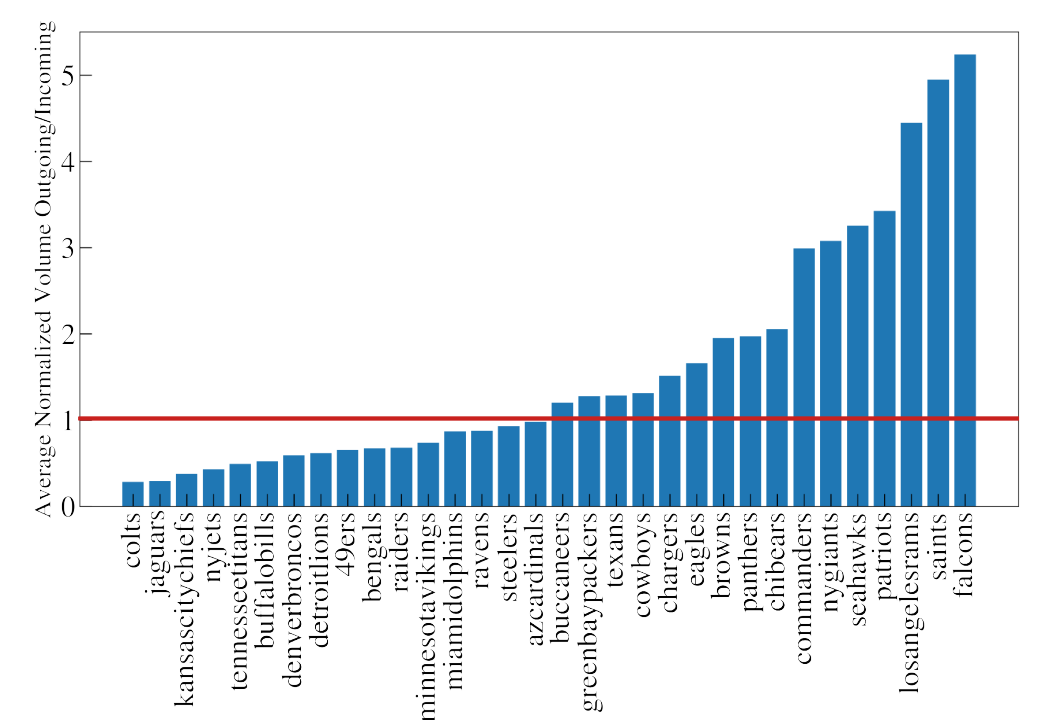 Average Normalized Volume Outgoing/Incoming
5
4
3
2
1
0
colts
jaguars
kansascitychiefs
nyjets
tennesseetitans
buffalobills
denverbroncos
detroitlions
49ers
bengals
raiders
minnesotavikings
miamidolphins
ravens
steelers
azcardinals
buccaneers
greenbaypackers
texans
cowboys
chargers
eagles
browns
panthers
chibears
commanders
nygiants
seahawks
patriots
losangelesrams
saints
falcons